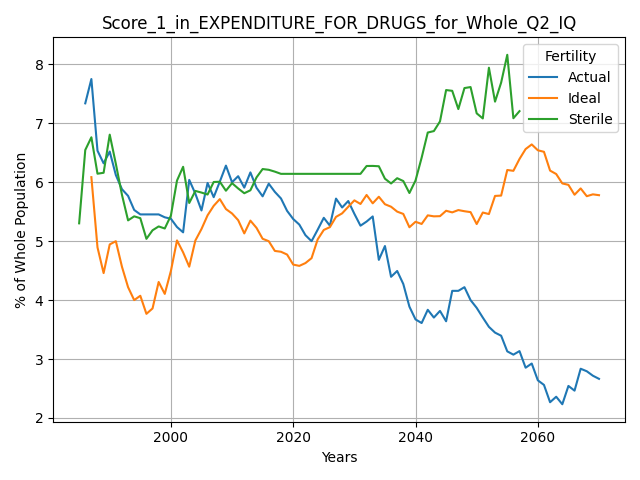 Score_1_in_EXPENDITURE_FOR_DRUGS_for_Whole_Q2_IQ
Fertility
Actual
Ideal
Sterile
% of Whole Population
8
7
6
5
4
3
2
2000
2020
2040
2060
Years